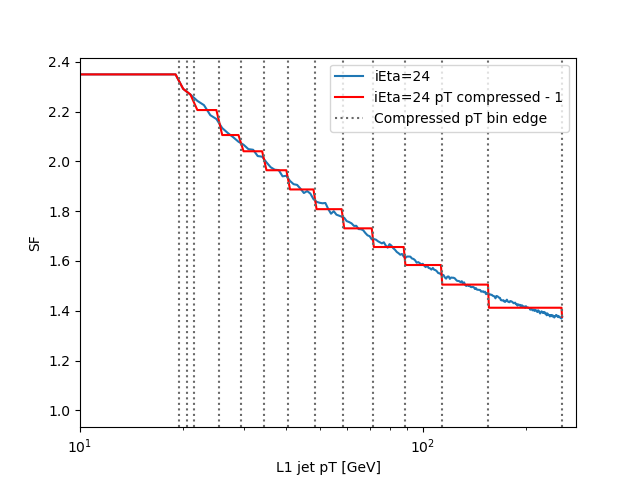 2.4
2.2
2.0
1.8
1.6
1.4
1.2
1.0
SF
iEta=24
iEta=24 pT compressed - 1
Compressed pT bin edge
10¹
10²
L1 jet pT [GeV]